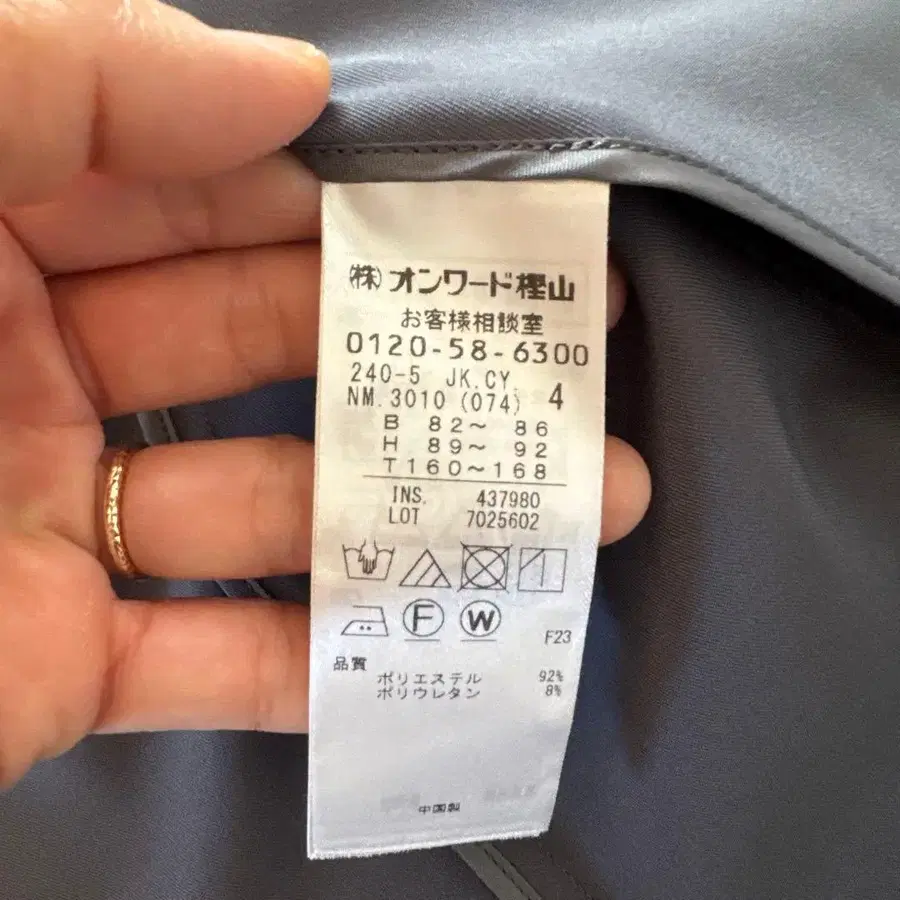 (株)オンワード樫山
お客様相談室
0120-58-6300
240-5 JK.CY.
NM.3010 (074) 4
B 82～ 86
H 89～ 92
T160～168
INS. 437980
LOT 7025602
F W
F23
品質
ポリエステル 92%
ポリウレタン 8%
中国製